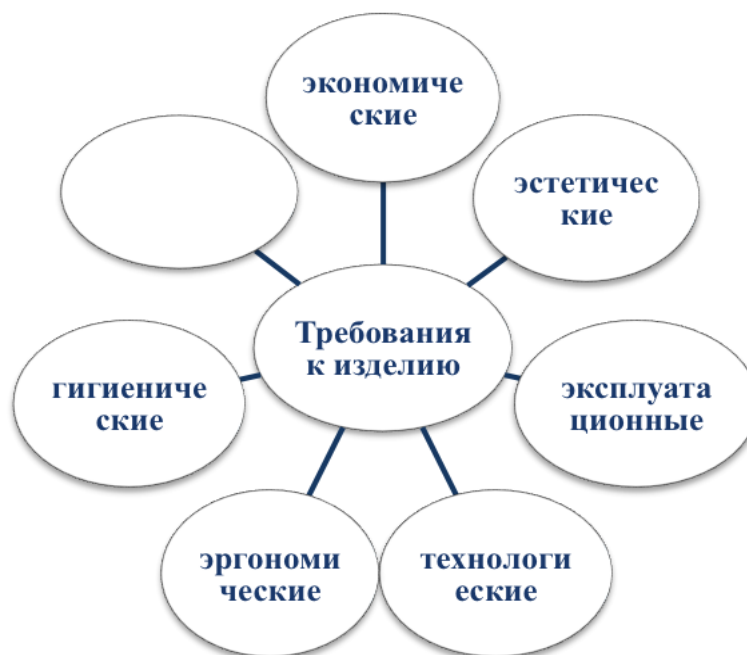 экономиче
ские
эстетичес
кие
Требования
к изделию
гигиениче
ские
эксплуата
ционные
эргономи
ческие
технологи
еские